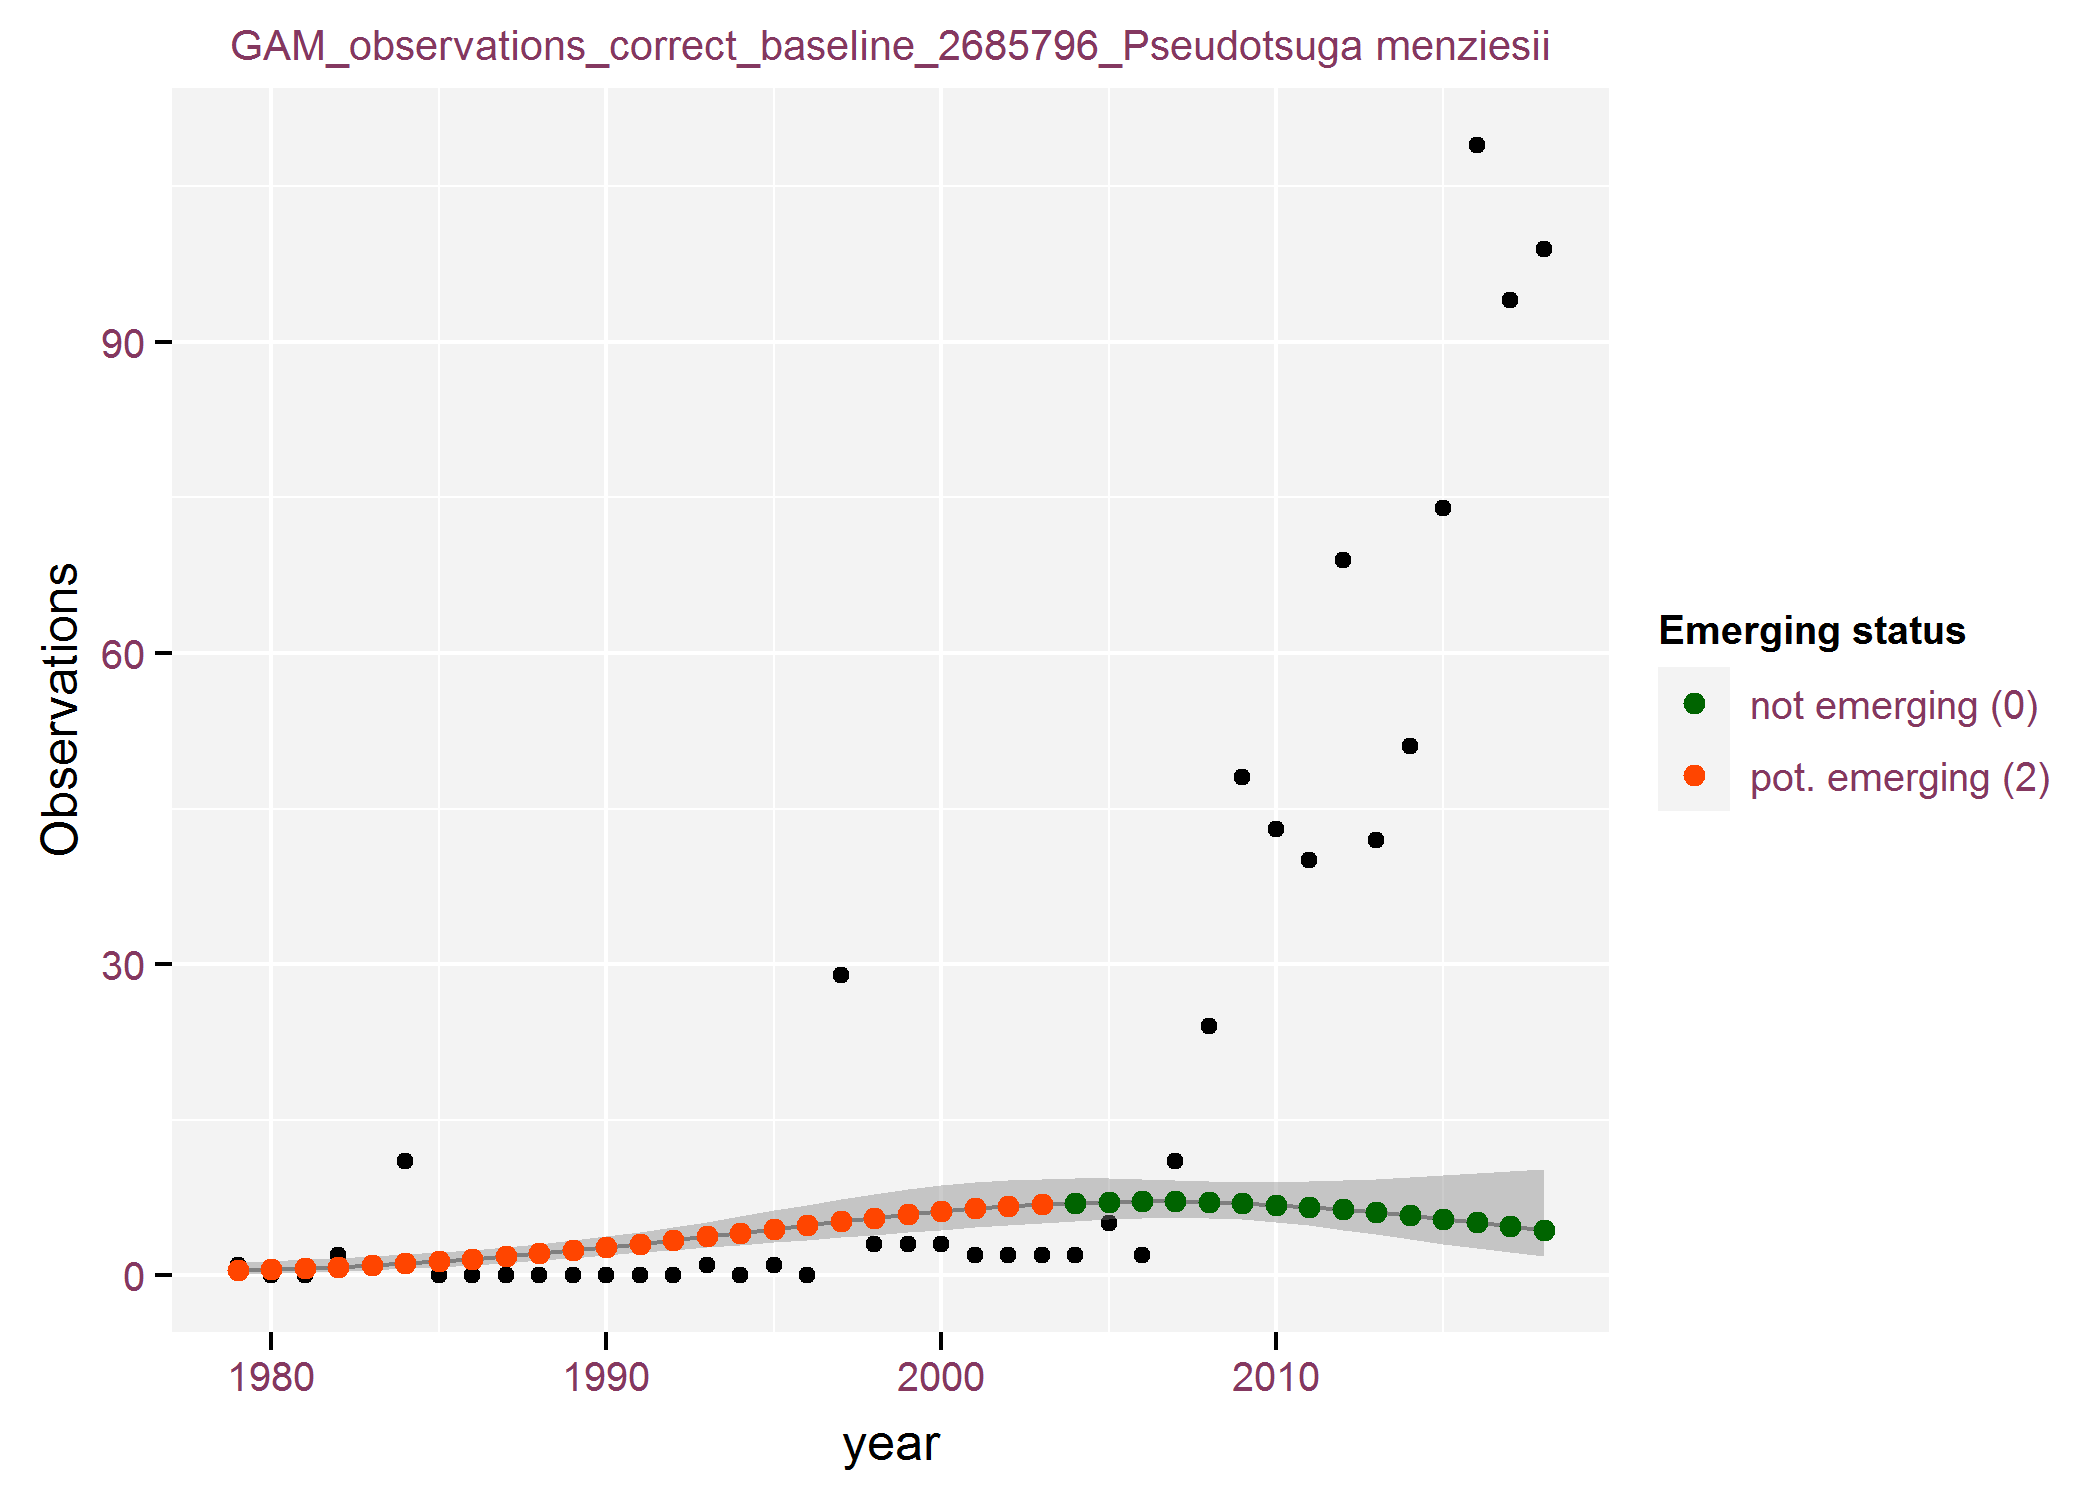 GAM_observations_correct_baseline_2685796_Pseudotsuga menziesii
Observations
90
60
30
0
1980 1990 2000 2010
year
Emerging status
not emerging (0)
pot. emerging (2)